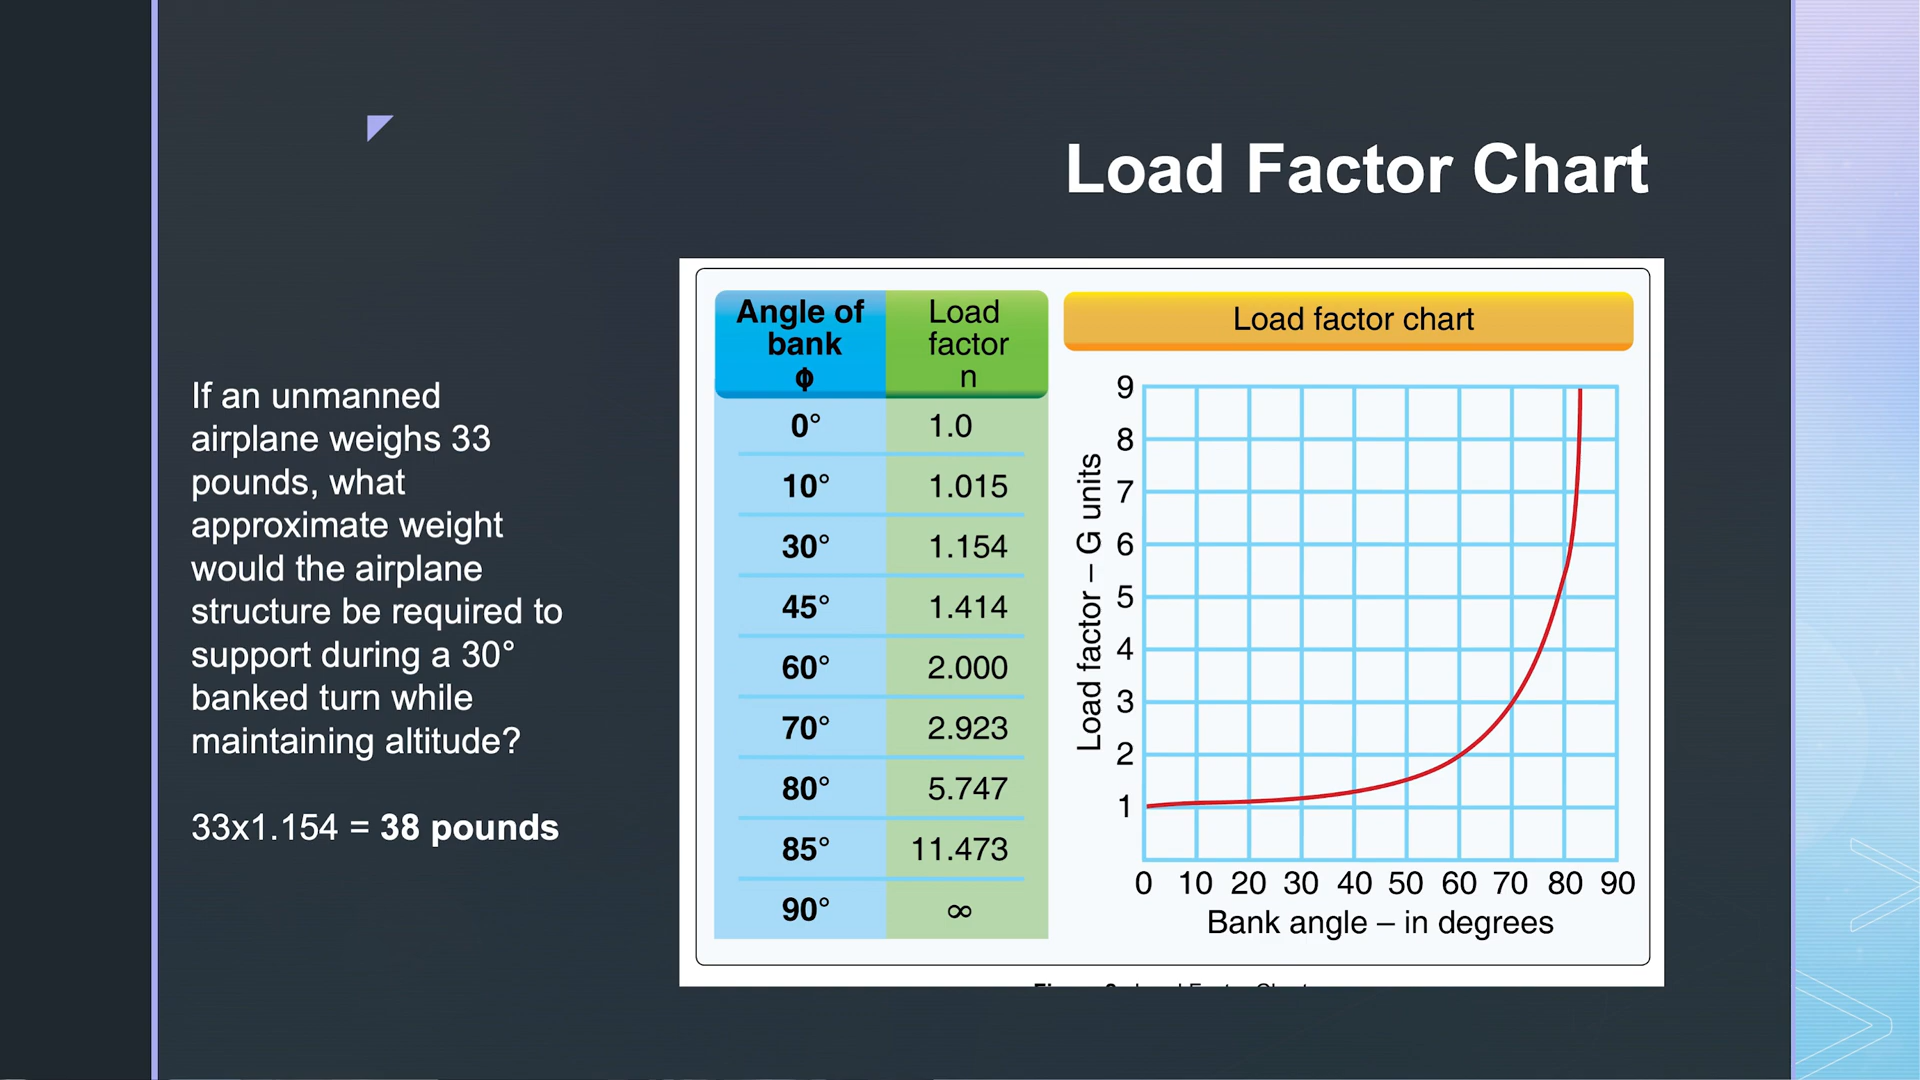 Load Factor Chart
If an unmanned
airplane weighs 33
pounds, what
approximate weight
would the airplane
structure be required to
support during a 30°
banked turn while
maintaining altitude?
33x1.154 = 38 pounds
Angle of
bank
ϕ
Load
factor
n
0° 1.0
10° 1.015
30° 1.154
45° 1.414
60° 2.000
70° 2.923
80° 5.747
85° 11.473
90° ∞
Load factor chart
Load factor – G units
9
8
7
6
5
4
3
2
1
0 10 20 30 40 50 60 70 80 90
Bank angle – in degrees